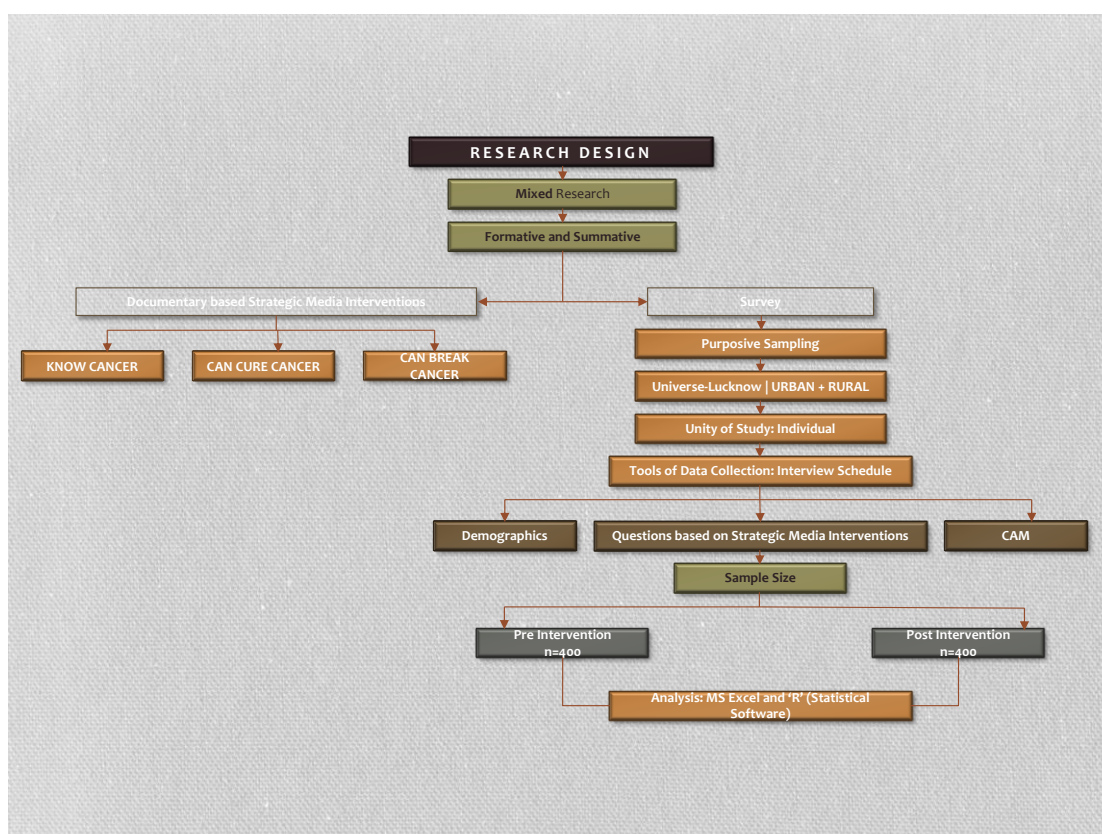 RESEARCH DESIGN
Mixed Research
Formative and Summative
Documentary based Strategic Media Interventions
Survey
KNOW CANCER
CAN CURE CANCER
CAN BREAK
CANCER
Purposive Sampling
Universe-Lucknow | URBAN + RURAL
Unity of Study: Individual
Tools of Data Collection: Interview Schedule
Demographics
Questions based on Strategic Media Interventions
CAM
Sample Size
Pre Intervention
n=400
Post Intervention
n=400
Analysis: MS Excel and ‘R’ (Statistical
Software)